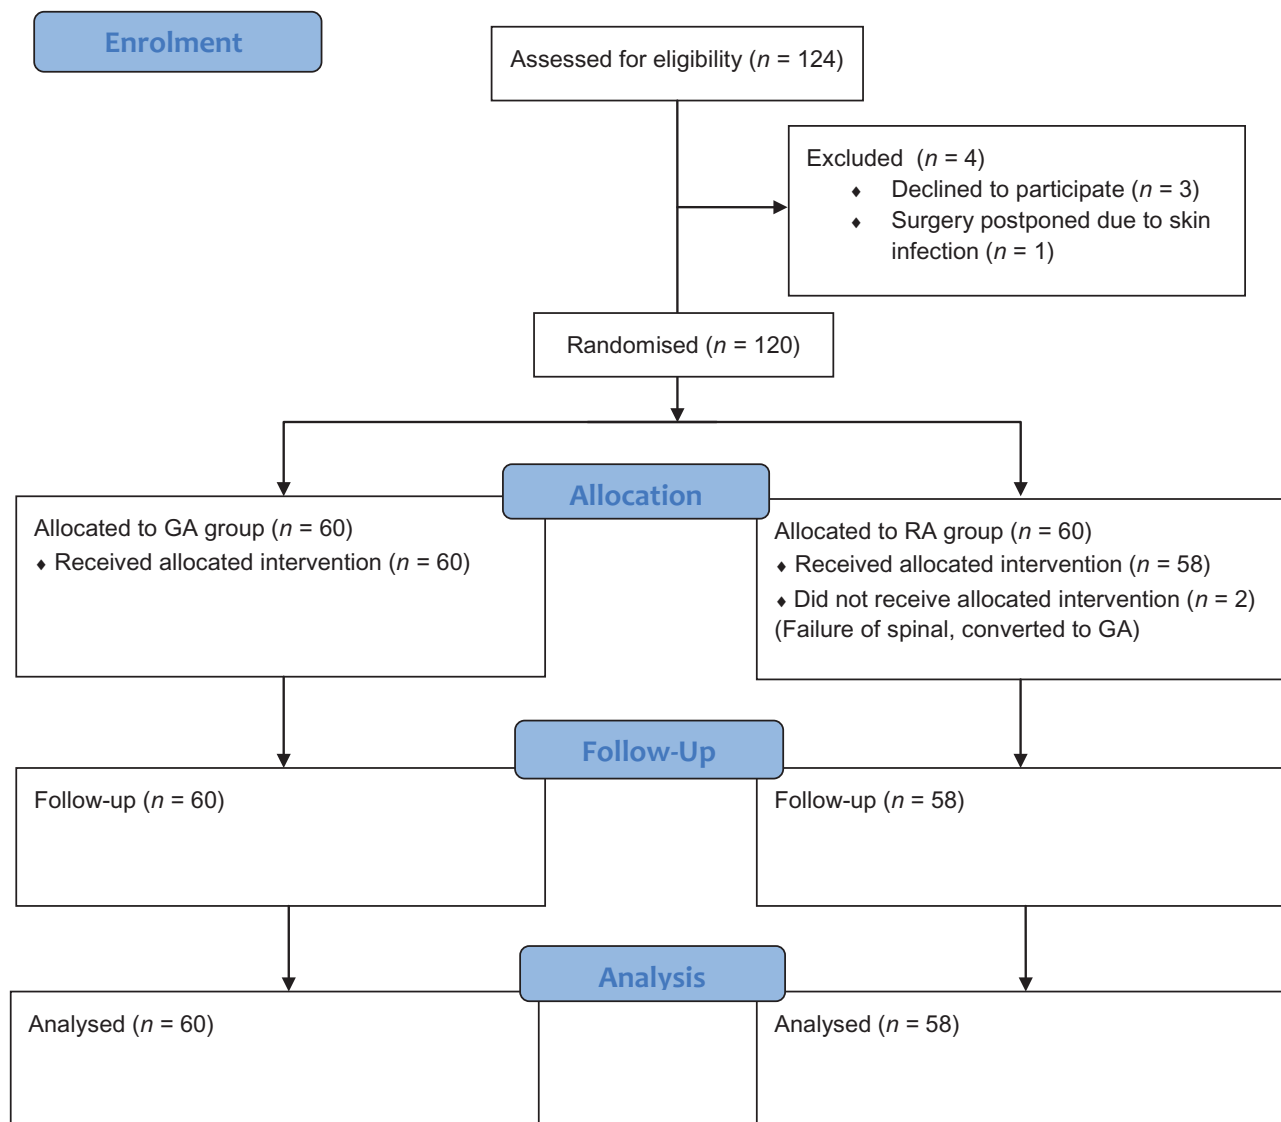 Enrolment
Assessed for eligibility (n = 124)
Excluded (n = 4)
♦ Declined to participate (n = 3)
♦ Surgery postponed due to skin
infection (n = 1)
Randomised (n = 120)
Allocation
Allocated to GA group (n = 60)
♦ Received allocated intervention (n = 60)
Allocated to RA group (n = 60)
♦ Received allocated intervention (n = 58)
♦ Did not receive allocated intervention (n = 2)
(Failure of spinal, converted to GA)
Follow-Up
Follow-up (n = 60)
Follow-up (n = 58)
Analysis
Analysed (n = 60)
Analysed (n = 58)